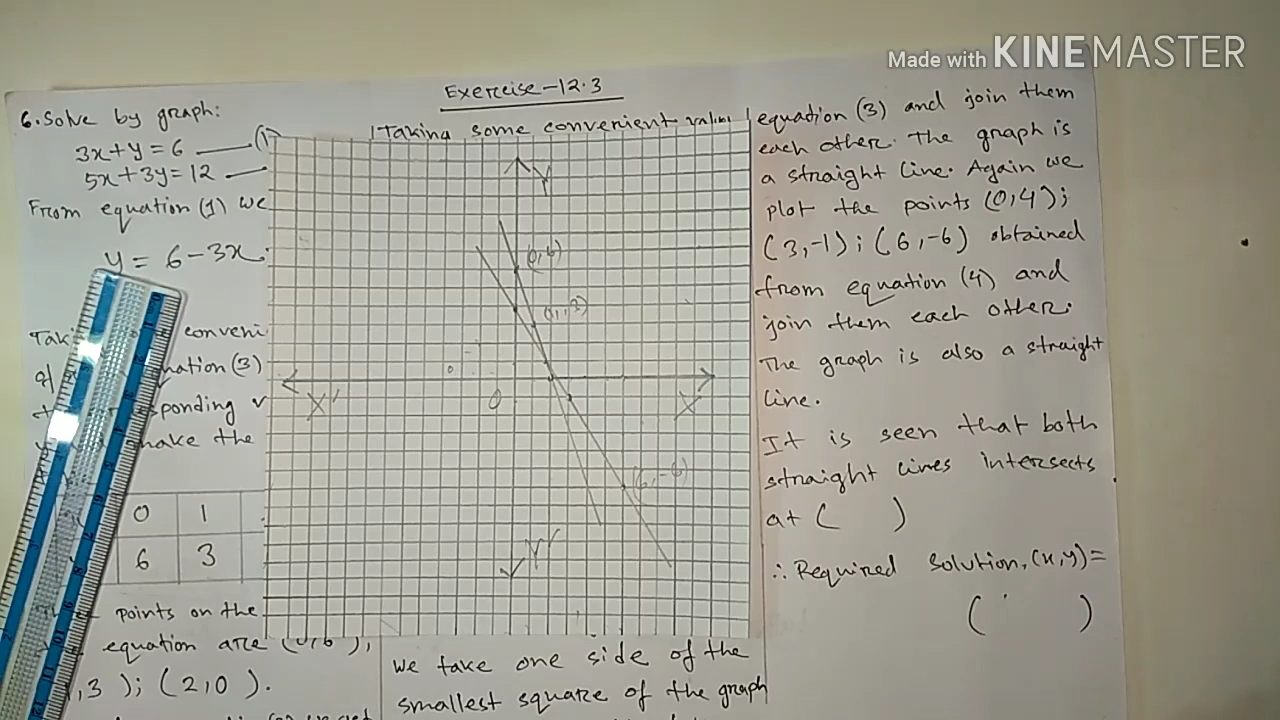 Made with KINEMASTER
Exercise-12.3
6. Solve by graph:
3x+y=6 (1)
5x+3y=12
From equation (1) we
y = 6-3x
conveni
(3)
make the
0 1
6 3
points on the
equation are (0,6),
,3); (2,0).
Taking some convenient
Y
(0,6)
(1,3)
X' O X
(6,-6)
Y'
we take one side of the
smallest square of the graph
equation (3) and join them
each other. The graph is
a straight line. Again we
plot the points (0,4);
(3,-1); (6,-6) obtained
from equation (4) and
join them each other.
The graph is also a straight
line.
It is seen that both
straight lines intersects
at ( )
∴ Required solution, (x,y)=
( )